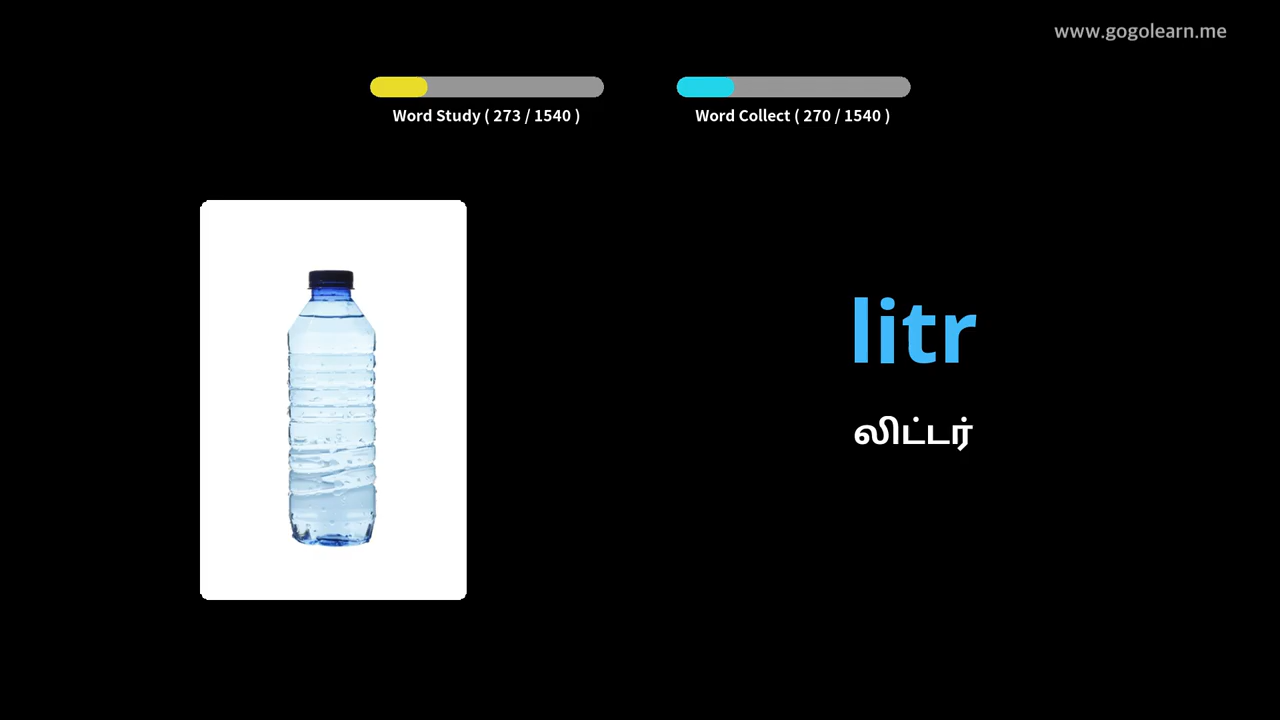 www.gogolearn.me
Word Study ( 273 / 1540 )
Word Collect ( 270 / 1540 )
litr
லிட்டர்